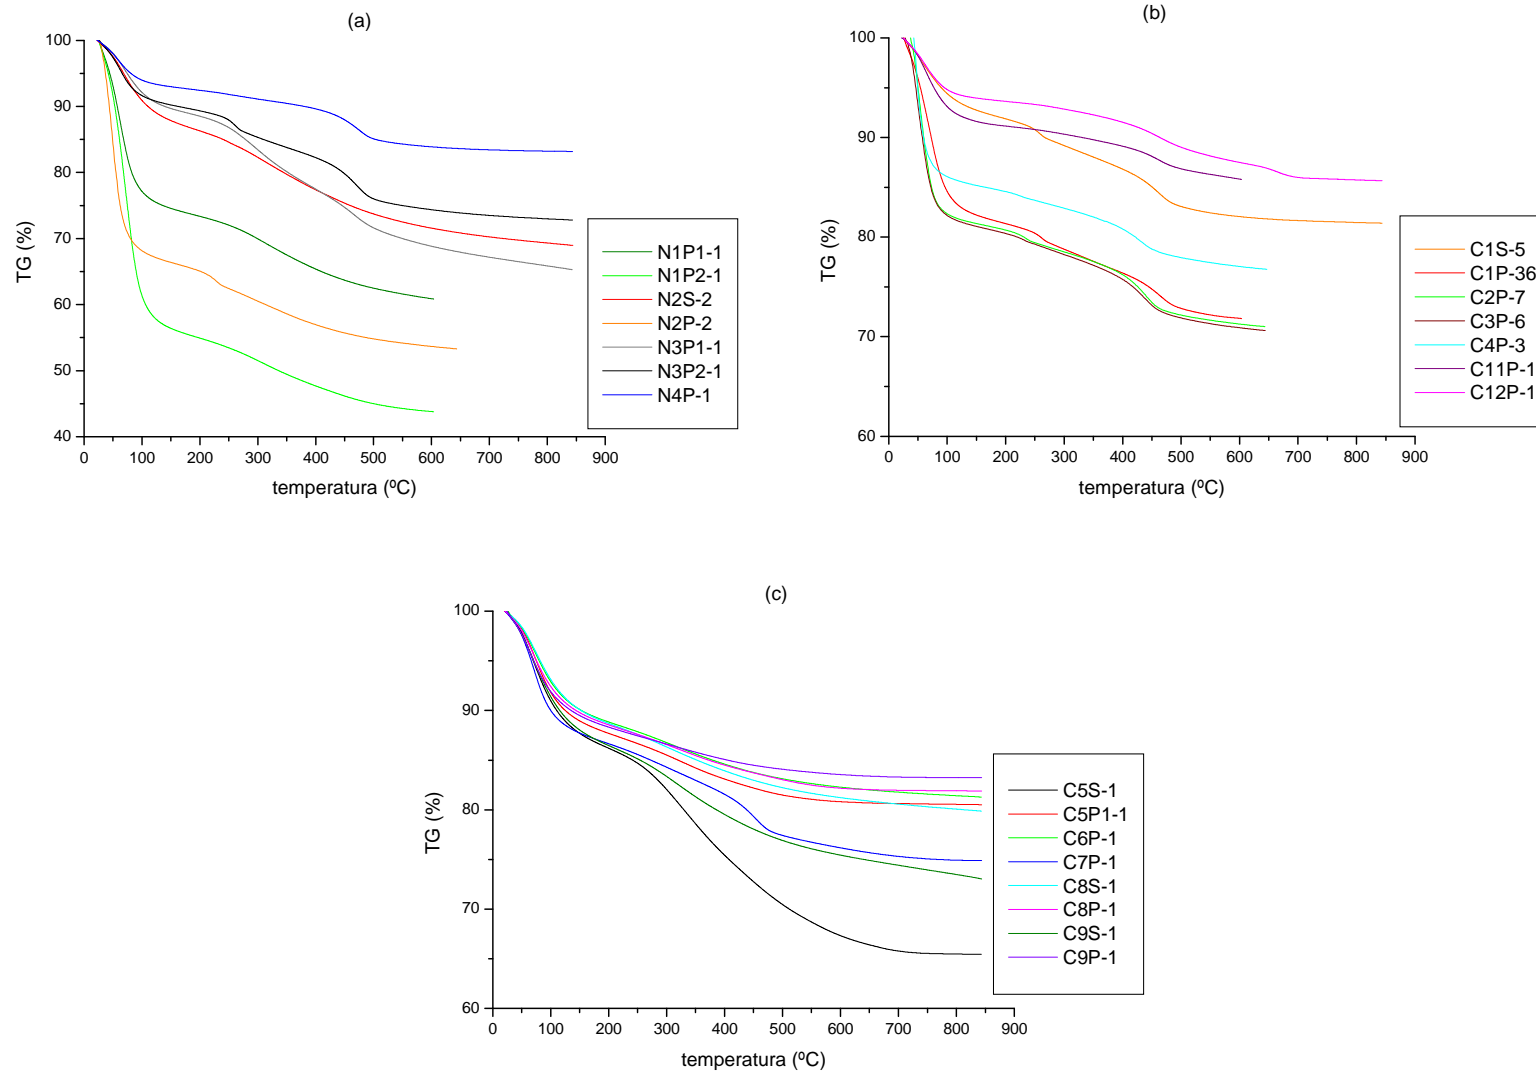 (a)
100
90
80
70
60
50
40
TG (%)
0 100 200 300 400 500 600 700 800 900
temperatura (ºC)
N1P1-1
N1P2-1
N2S-2
N2P-2
N3P1-1
N3P2-1
N4P-1
(b)
100
90
80
70
60
TG (%)
0 100 200 300 400 500 600 700 800 900
temperatura (ºC)
C1S-5
C1P-36
C2P-7
C3P-6
C4P-3
C11P-1
C12P-1
(c)
100
90
80
70
60
TG (%)
0 100 200 300 400 500 600 700 800 900
temperatura (ºC)
C5S-1
C5P1-1
C6P-1
C7P-1
C8S-1
C8P-1
C9S-1
C9P-1